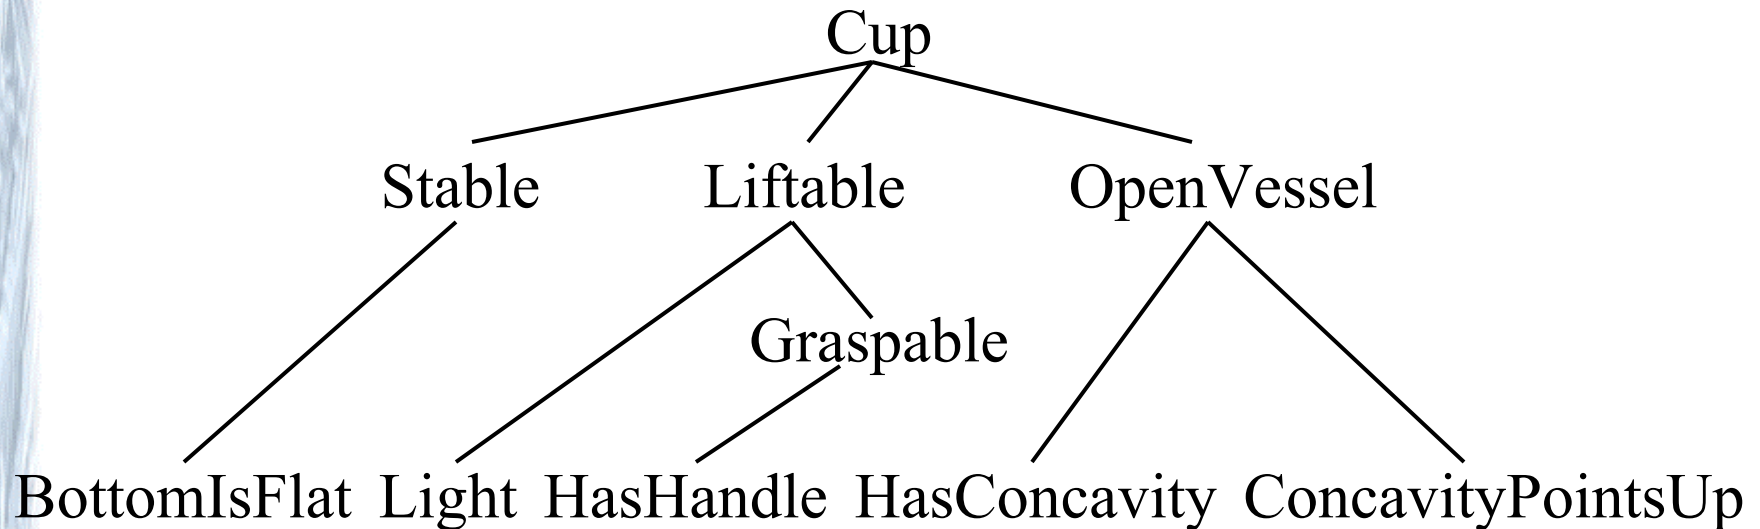 Cup
Stable Liftable OpenVessel
Graspable
BottomIsFlat Light HasHandle HasConcavity ConcavityPointsUp